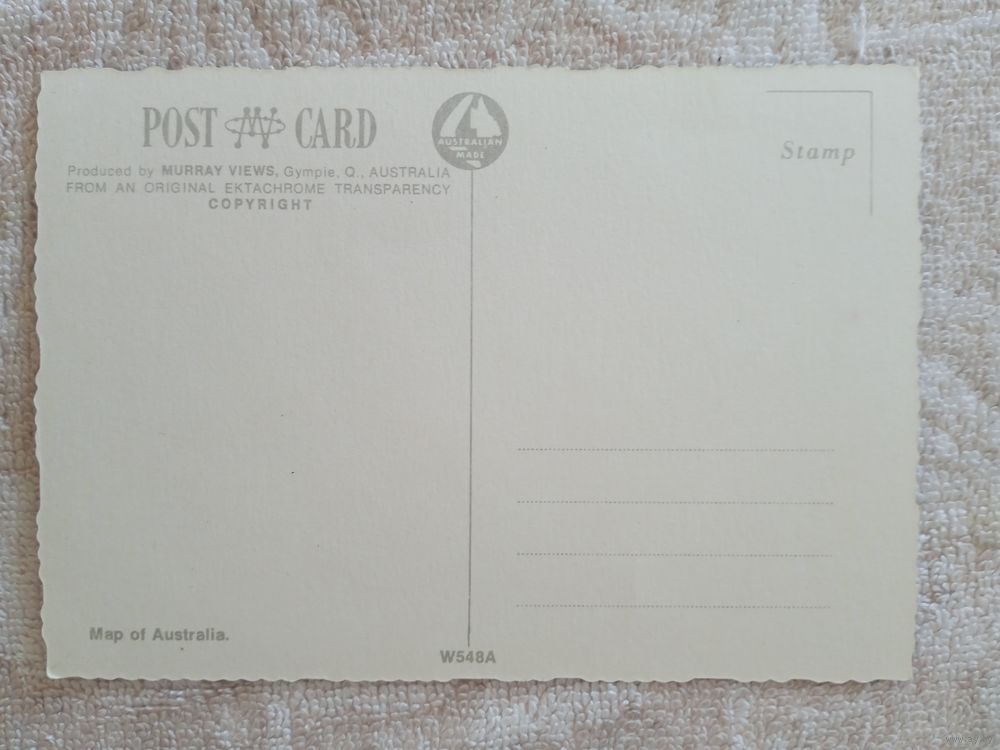 POST CARD
AUSTRALIAN
MADE
Produced by MURRAY VIEWS, Gympie, Q., AUSTRALIA
FROM AN ORIGINAL EKTACHROME TRANSPARENCY
COPYRIGHT
Stamp
Map of Australia.
W548A